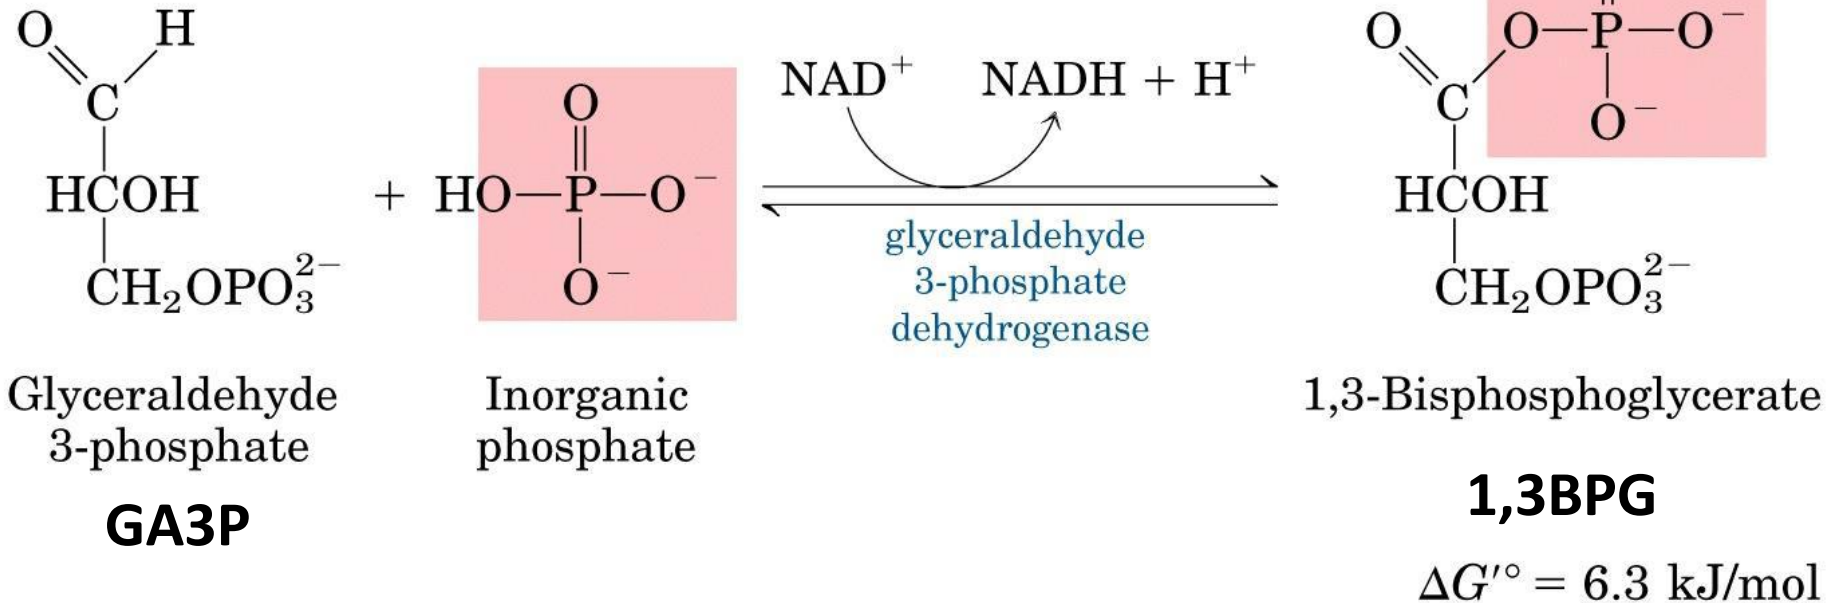 O H
C
HCOH
CH₂OPO₃²⁻
+
O
HO—P—O⁻
O⁻
NAD⁺ NADH + H⁺
glyceraldehyde
3-phosphate
dehydrogenase
O O—P—O⁻
C O⁻
HCOH
CH₂OPO₃²⁻
Glyceraldehyde
3-phosphate
GA3P
Inorganic
phosphate
1,3-Bisphosphoglycerate
1,3BPG
ΔG′° = 6.3 kJ/mol